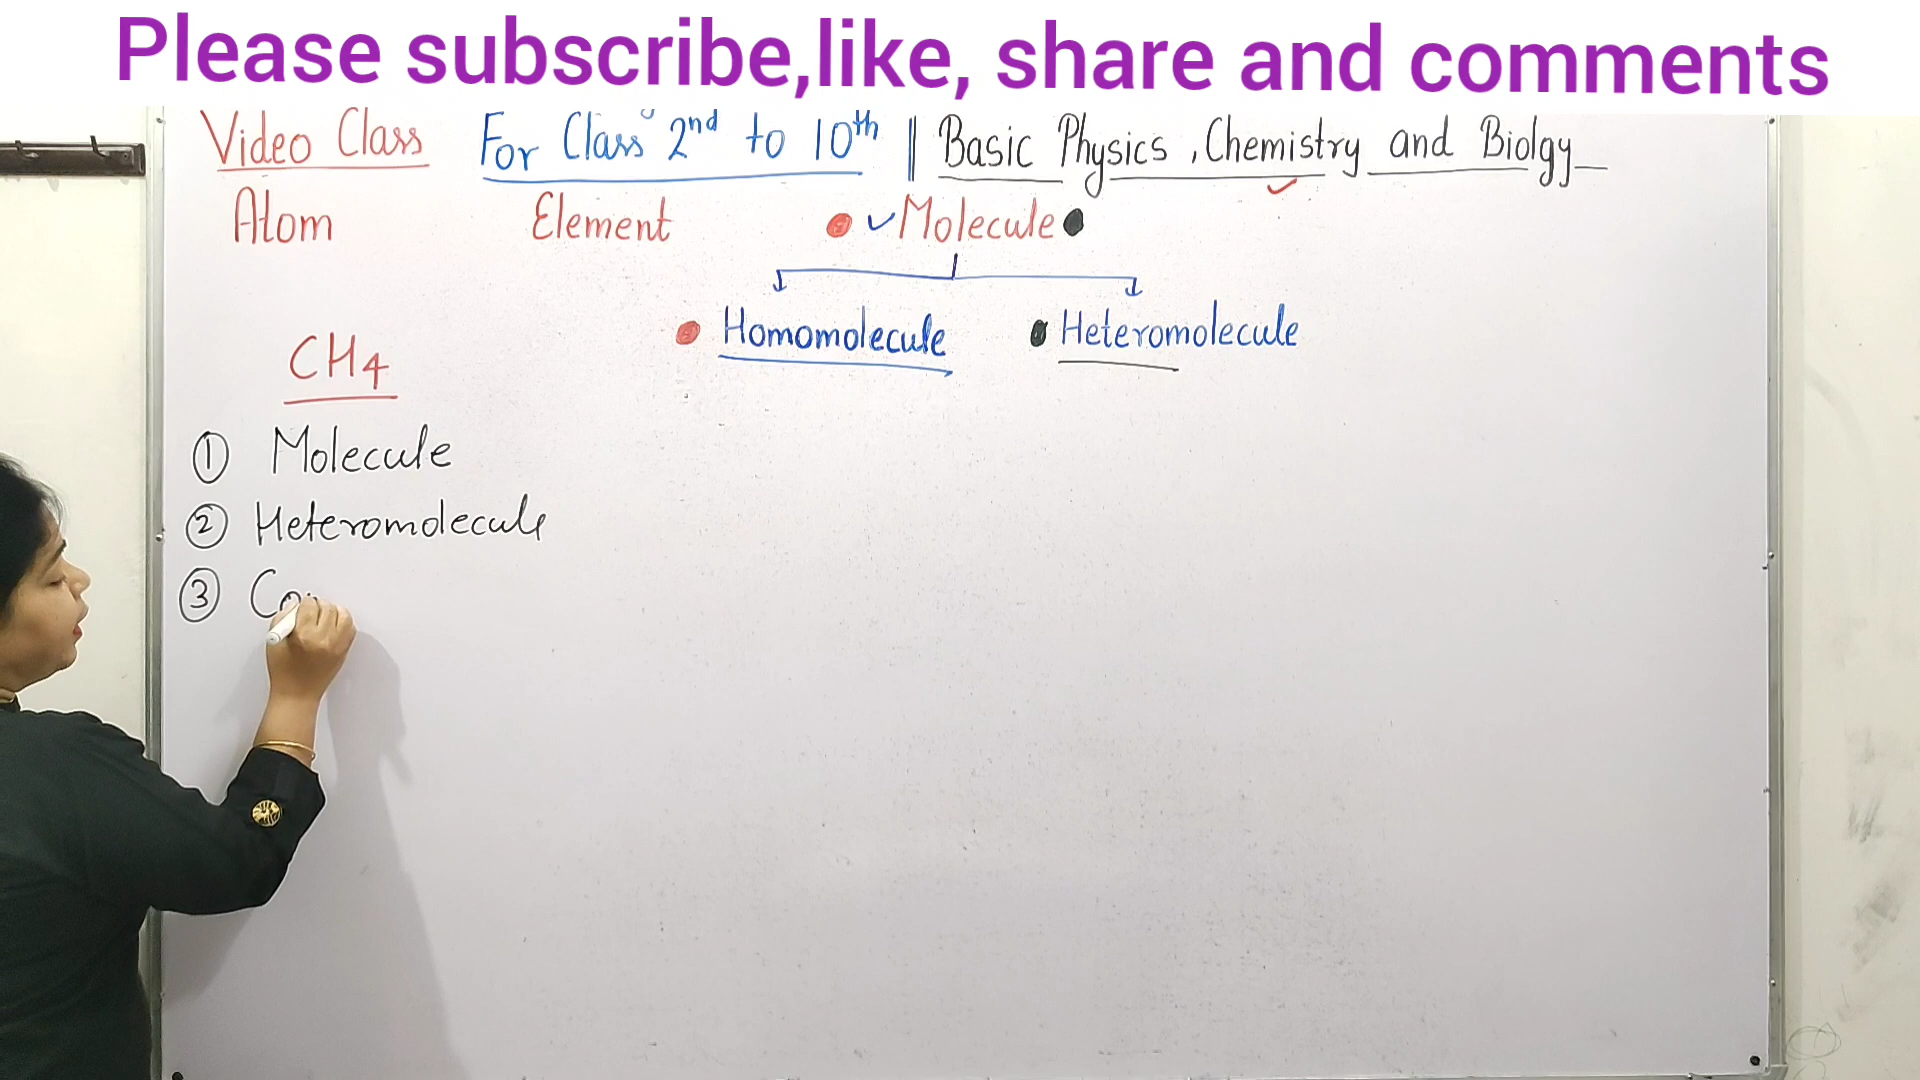 Please subscribe,like, share and comments
Video Class For Class 2nd to 10th || Basic Physics, Chemistry and Biolgy
Atom Element Molecule
Homomolecule Heteromolecule
CH4
① Molecule
② Heteromolecule
③